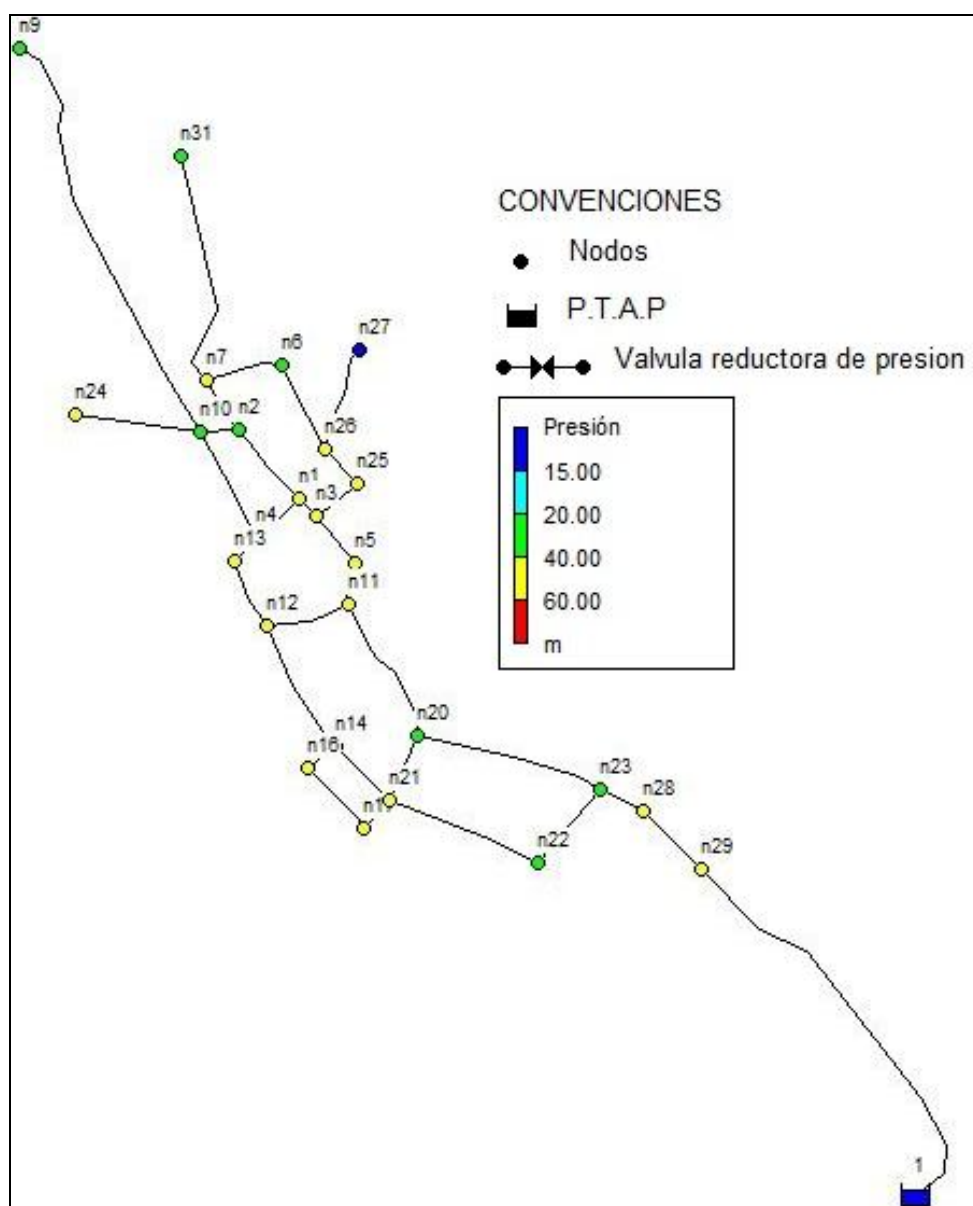 n9
n31
CONVENCIONES
Nodos
P.T.A.P
Valvula reductora de presion
n27
n6
n7
n24
n10
n2
n26
n25
n1
n3
n4
n13
n5
n11
n12
Presión
15.00
20.00
40.00
60.00
m
n20
n14
n16
n21
n23
n28
n22
n29
1